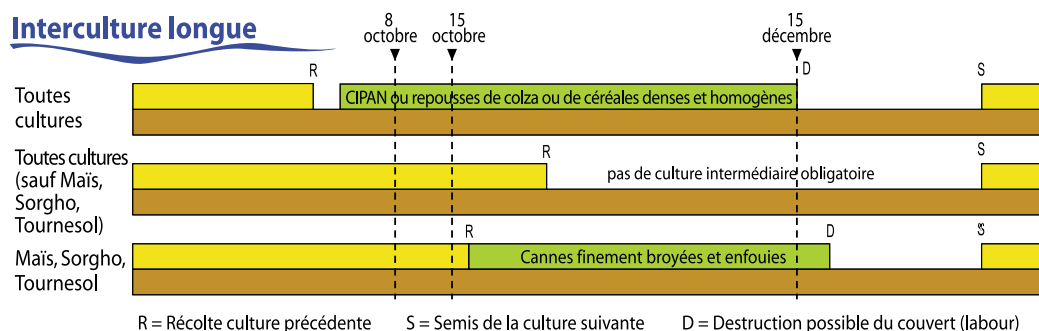 Interculture longue
8
octobre
15
octobre
15
décembre
Toutes
cultures
R
CIPAN ou repousses de colza ou de céréales denses et homogènes
D
S
Toutes cultures
(sauf Maïs,
Sorgho,
Tournesol)
R
pas de culture intermédiaire obligatoire
S
Maïs, Sorgho,
Tournesol
R
Cannes finement broyées et enfouies
D
S
R = Récolte culture précédente S = Semis de la culture suivante D = Destruction possible du couvert (labour)